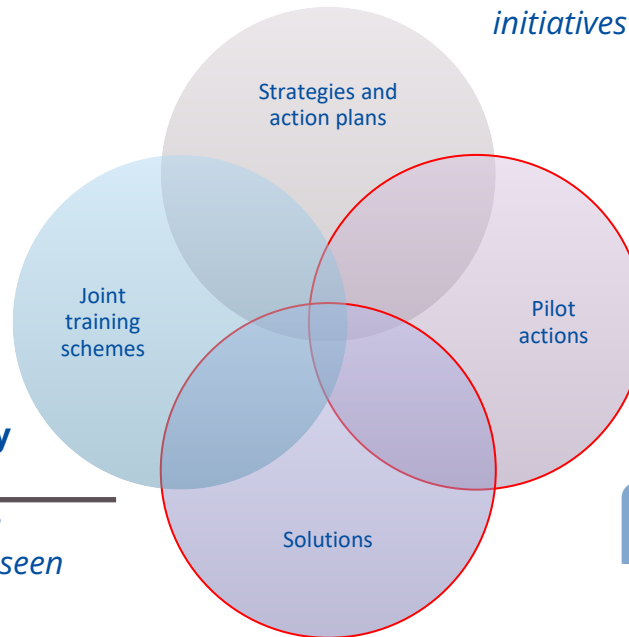 initiatives
Strategies and
action plans
Joint
training
schemes
Pilot
actions
y
seen
Solutions